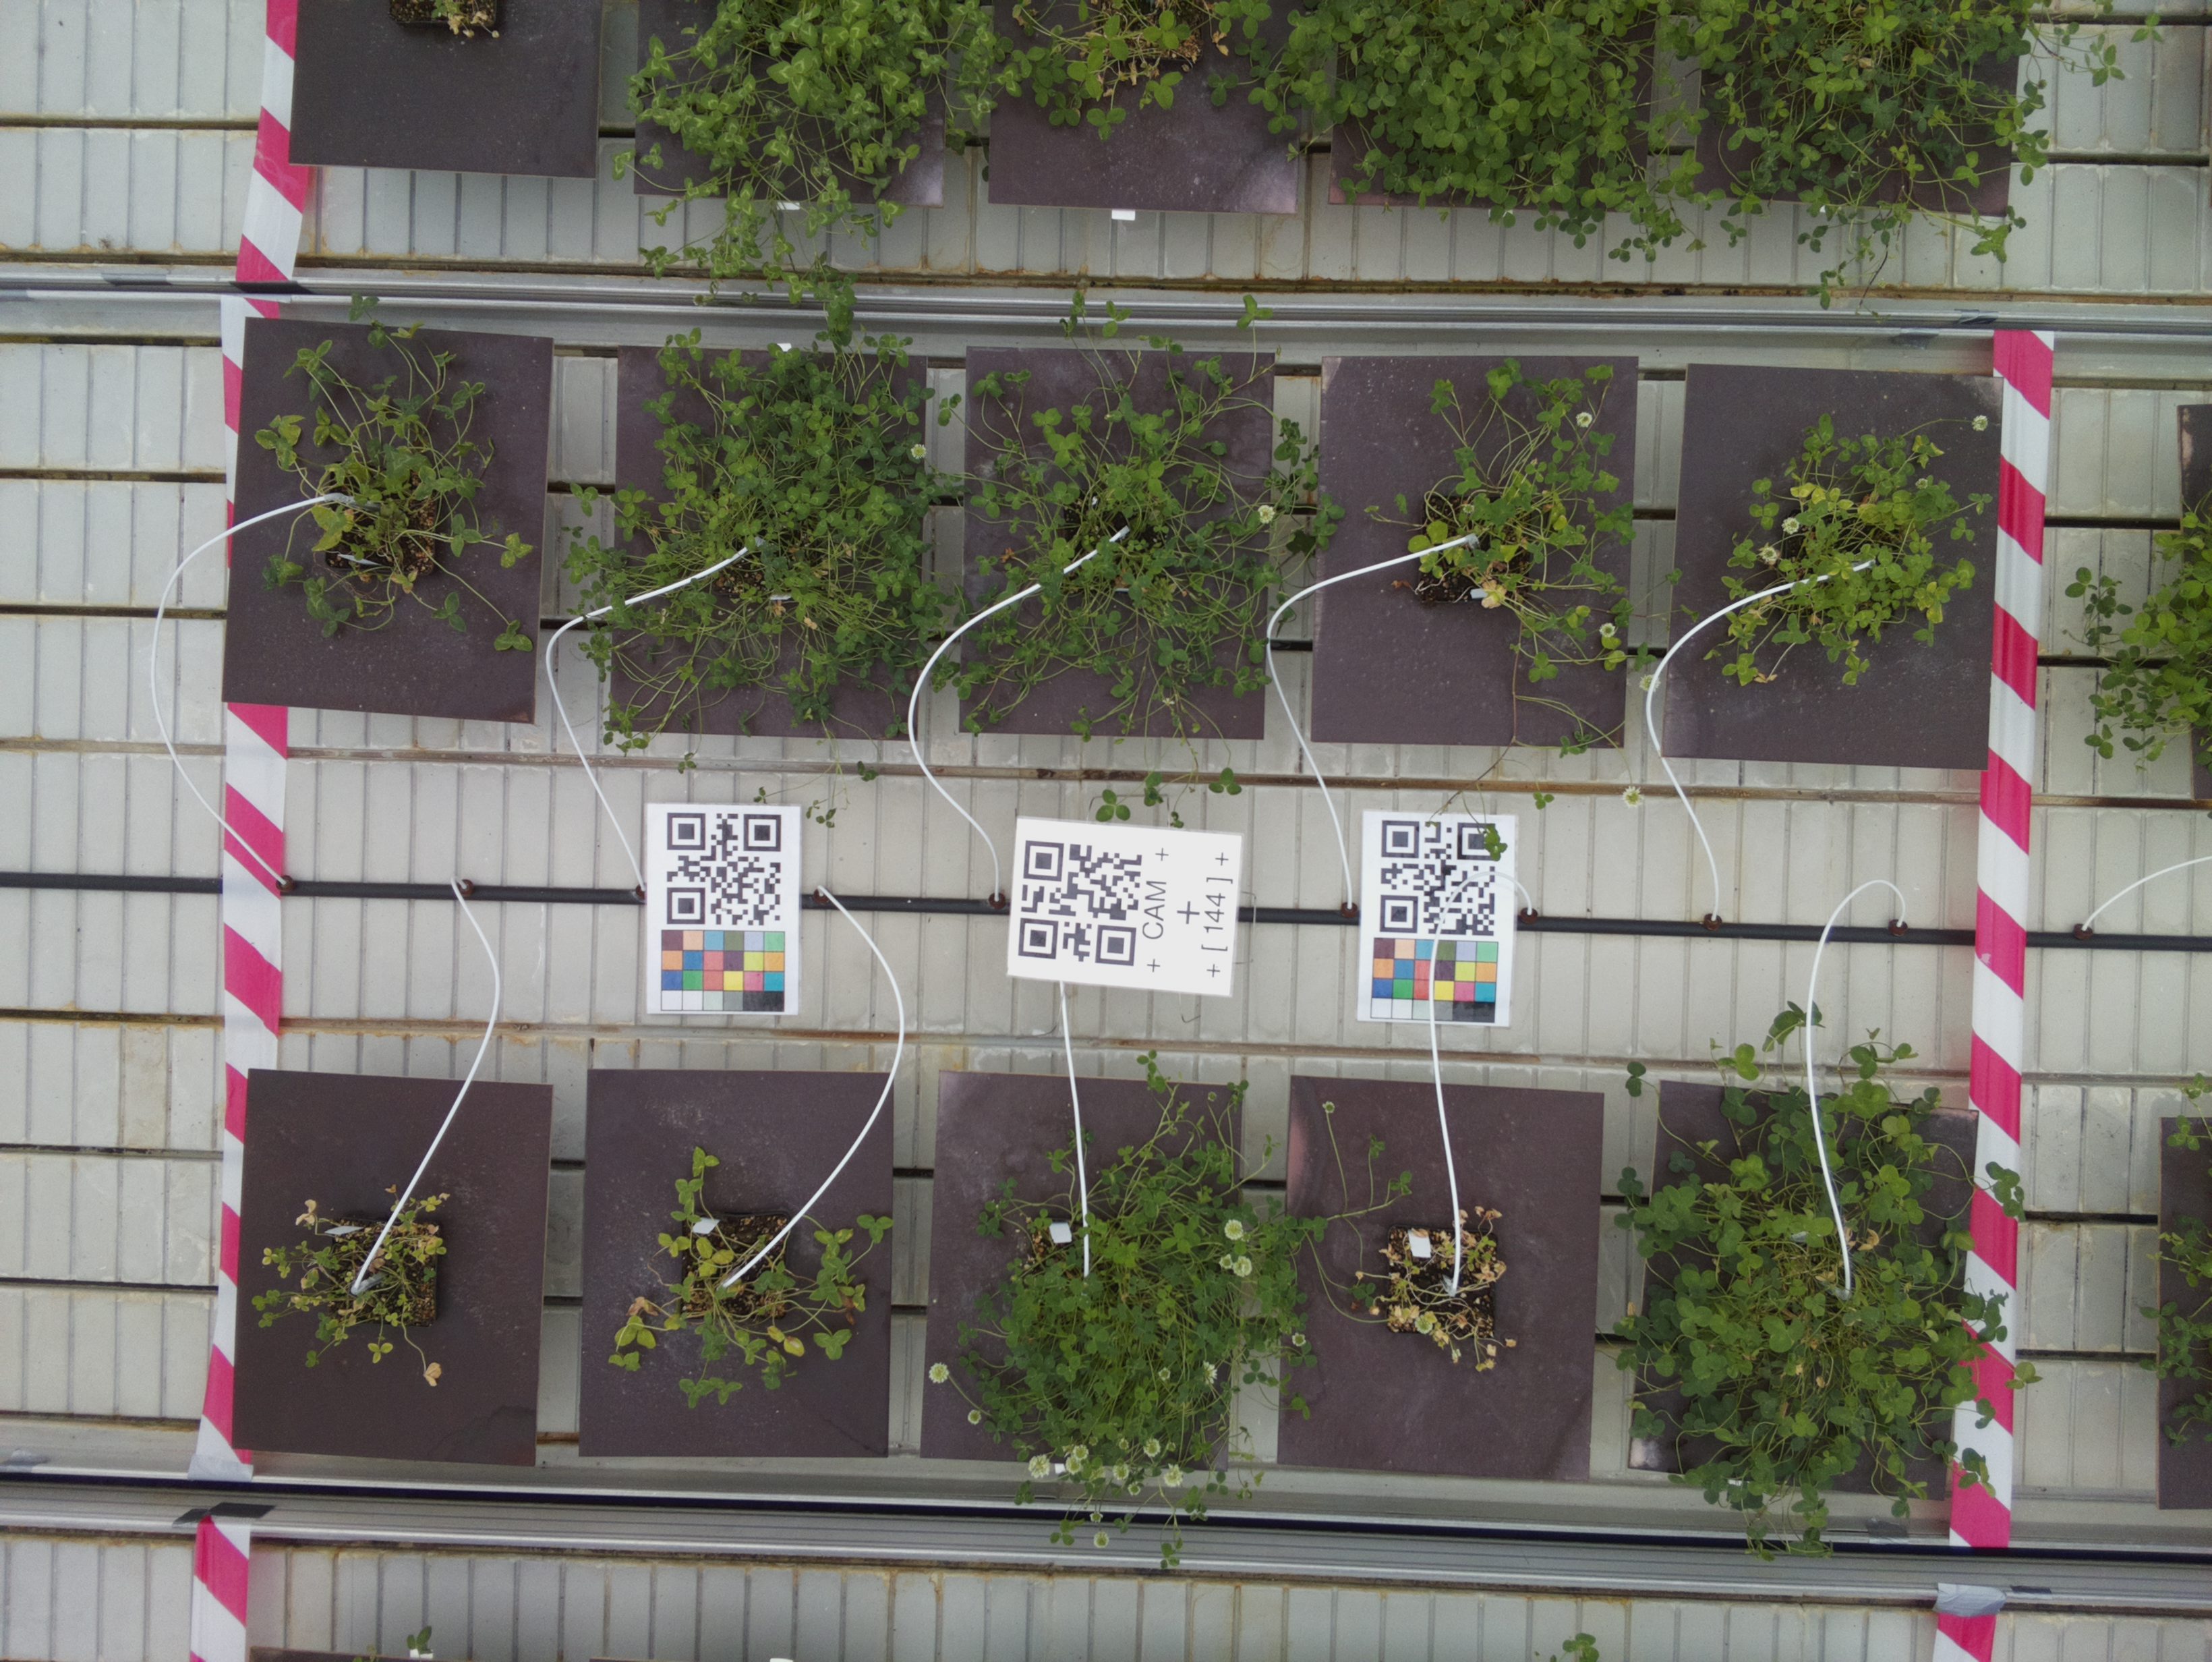 + CAM +
+
+ [ 144 ] +